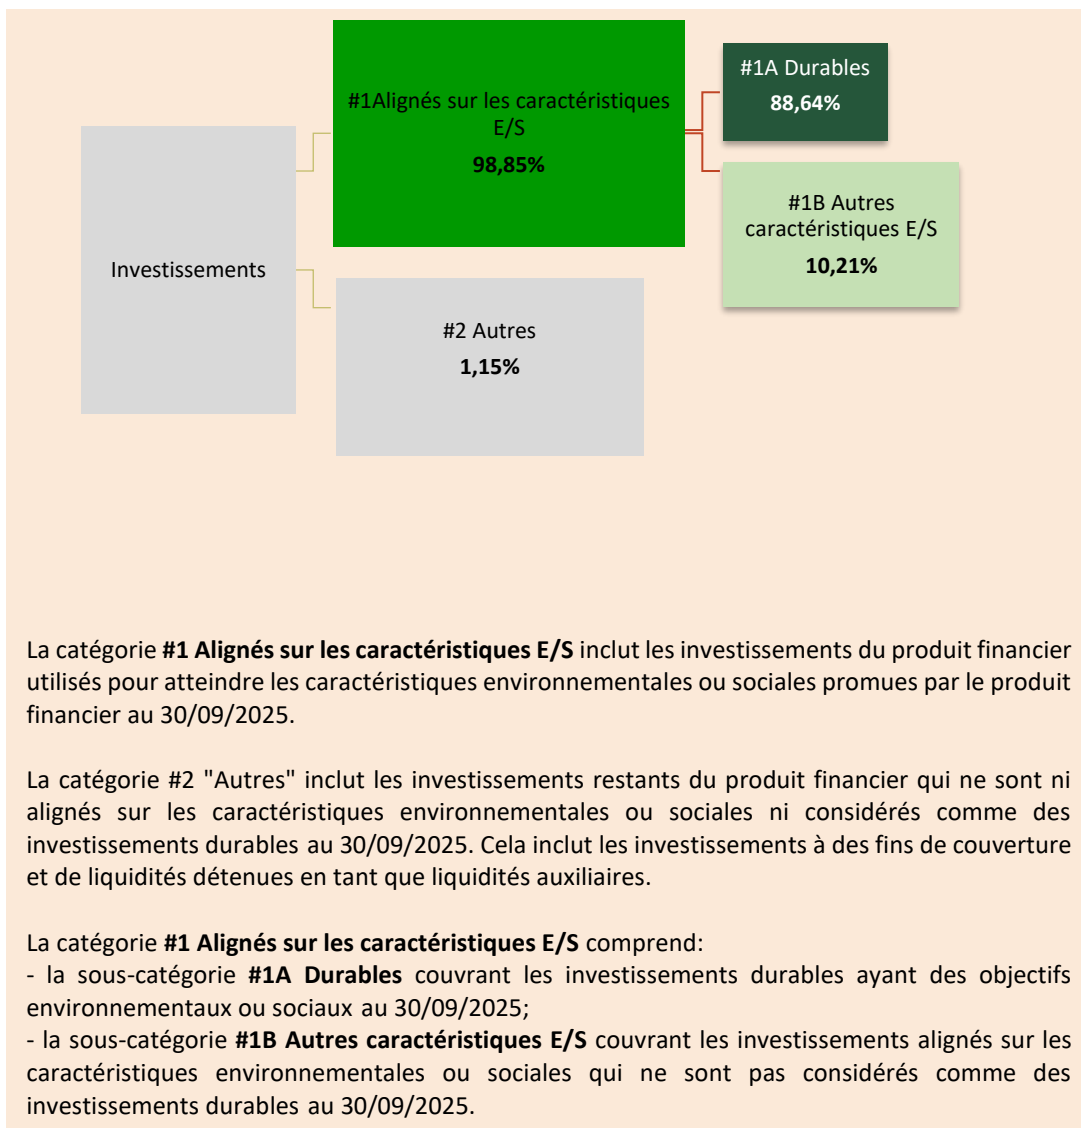 #1Alignés sur les caractéristiques
E/S
98,85%
#1A Durables
88,64%
#1B Autres
caractéristiques E/S
10,21%
Investissements
#2 Autres
1,15%
La catégorie #1 Alignés sur les caractéristiques E/S inclut les investissements du produit financier
utilisés pour atteindre les caractéristiques environnementales ou sociales promues par le produit
financier au 30/09/2025.
La catégorie #2 "Autres" inclut les investissements restants du produit financier qui ne sont ni
alignés sur les caractéristiques environnementales ou sociales ni considérés comme des
investissements durables au 30/09/2025. Cela inclut les investissements à des fins de couverture
et de liquidités détenues en tant que liquidités auxiliaires.
La catégorie #1 Alignés sur les caractéristiques E/S comprend:
- la sous-catégorie #1A Durables couvrant les investissements durables ayant des objectifs
environnementaux ou sociaux au 30/09/2025;
- la sous-catégorie #1B Autres caractéristiques E/S couvrant les investissements alignés sur les
caractéristiques environnementales ou sociales qui ne sont pas considérés comme des
investissements durables au 30/09/2025.